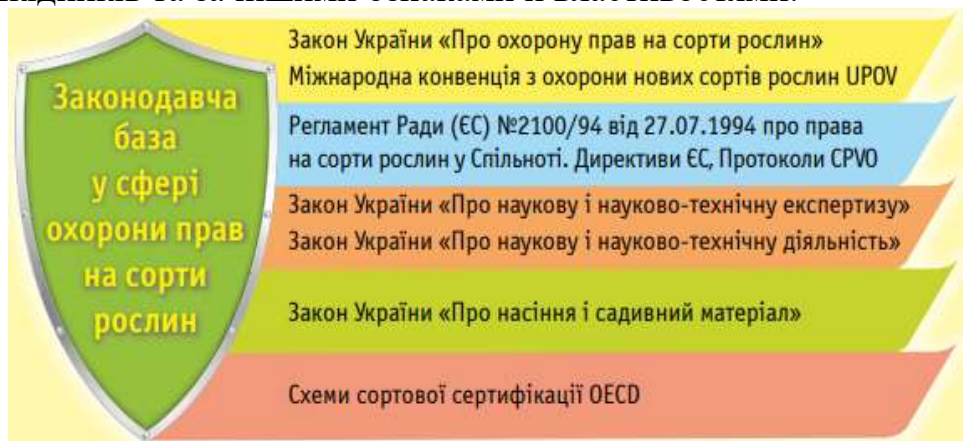 Законодавча
база
у сфері
охорони прав
на сорти
рослин
Закон України «Про охорону прав на сорти рослин»
Міжнародна конвенція з охорони нових сортів рослин UPOV
Регламент Ради (ЄС) №2100/94 від 27.07.1994 про права
на сорти рослин у Спільноті. Директиви ЄС, Протоколи CPVO
Закон України «Про наукову і науково-технічну експертизу»
Закон України «Про наукову і науково-технічну діяльність»
Закон України «Про насіння і садивний матеріал»
Схеми сортової сертифікації OECD